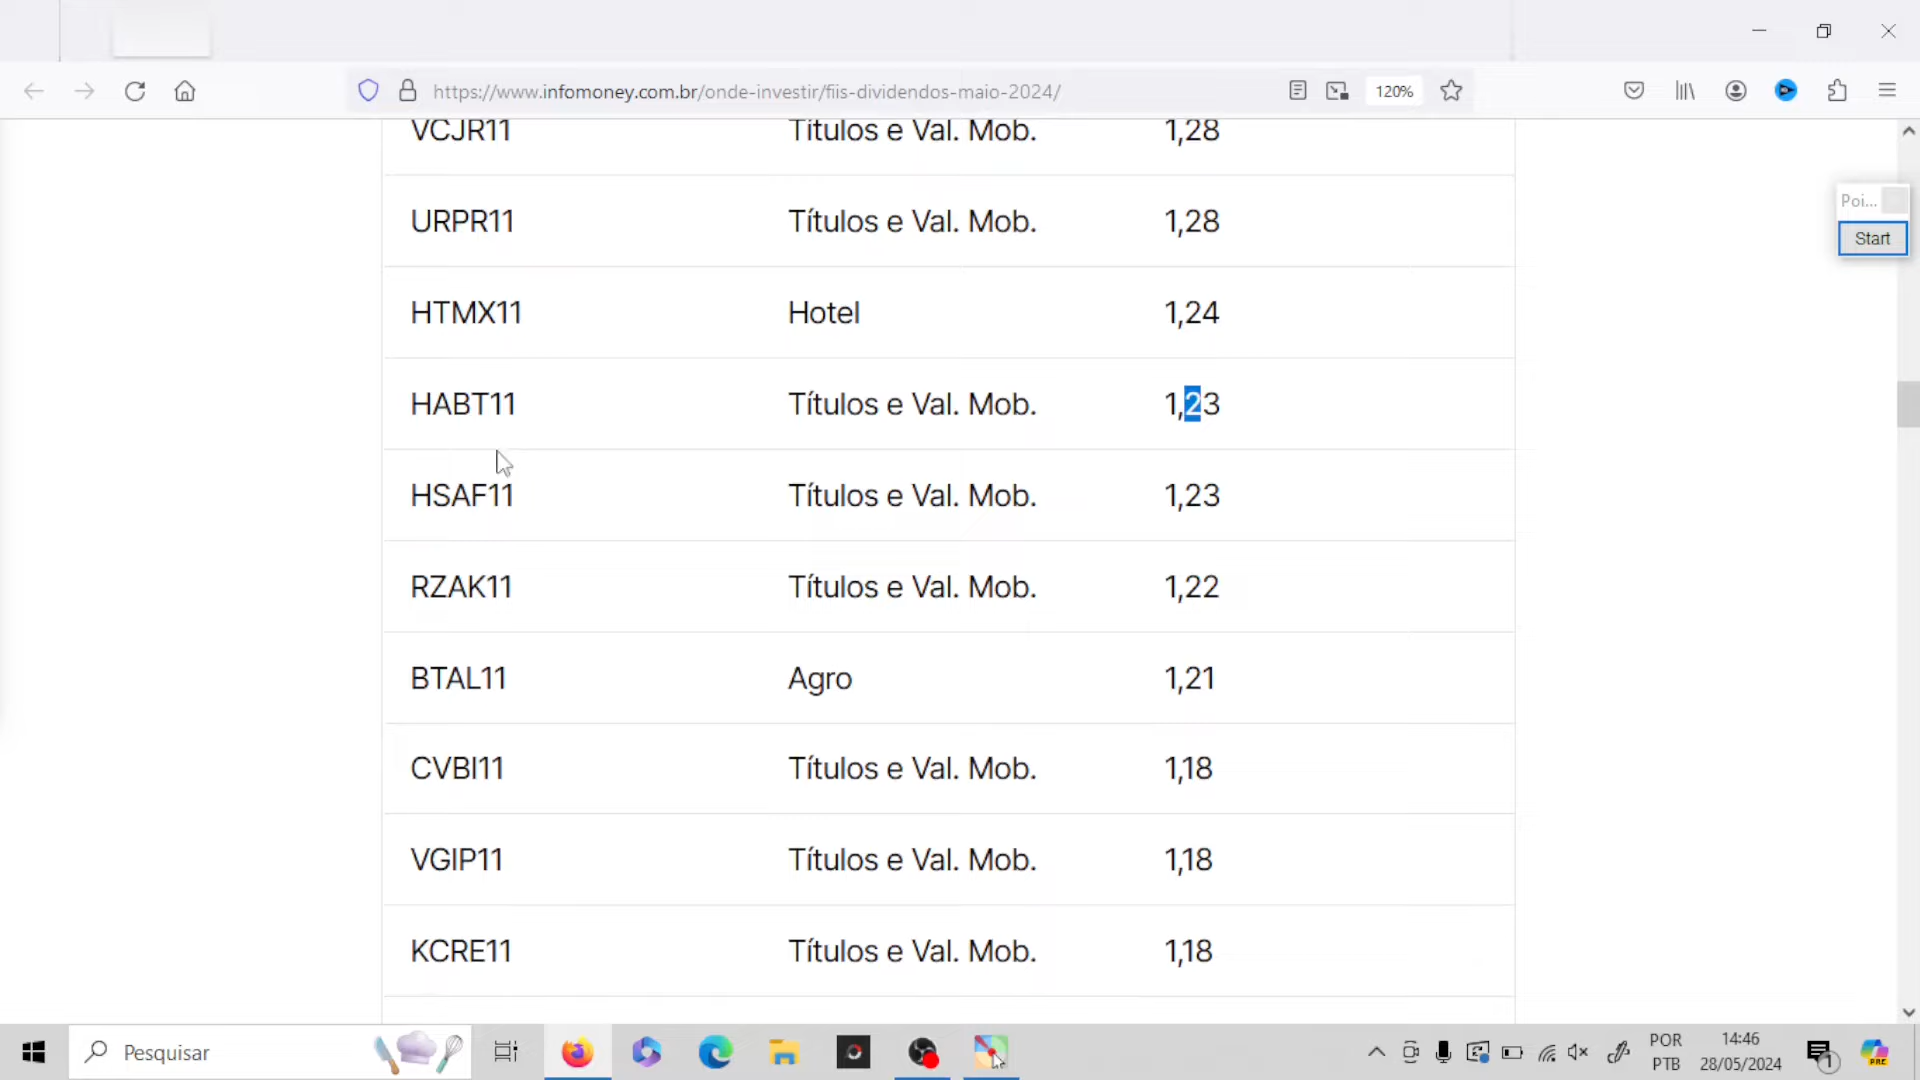 https://www.infomoney.com.br/onde-investir/fiis-dividendos-maio-2024/
120%
VCJR11 Títulos e Val. Mob. 1,28
URPR11 Títulos e Val. Mob. 1,28
HTMX11 Hotel 1,24
HABT11 Títulos e Val. Mob. 1,23
HSAF11 Títulos e Val. Mob. 1,23
RZAK11 Títulos e Val. Mob. 1,22
BTAL11 Agro 1,21
CVBI11 Títulos e Val. Mob. 1,18
VGIP11 Títulos e Val. Mob. 1,18
KCRE11 Títulos e Val. Mob. 1,18
Poi...
Start
Pesquisar
POR
PTB
14:46
28/05/2024
1
PRE